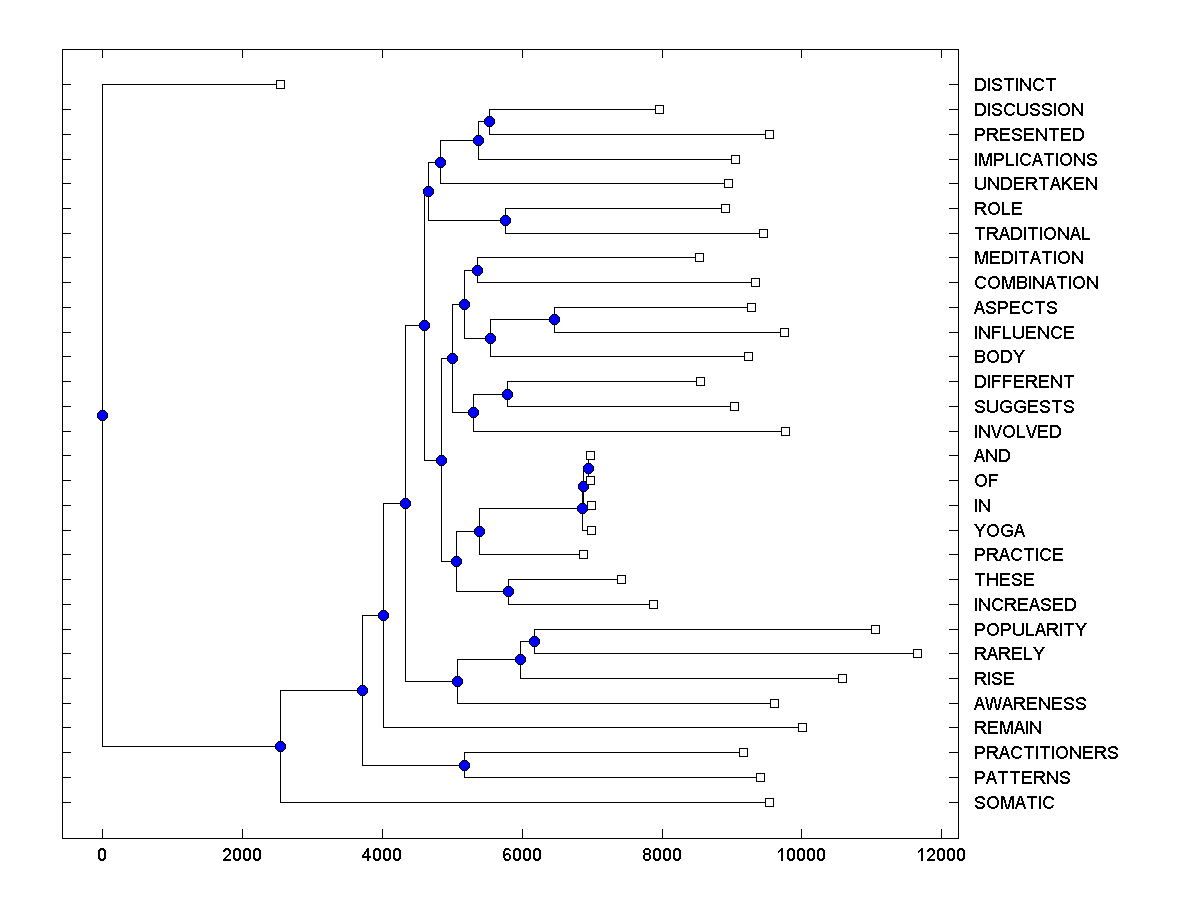 DISTINCT
DISCUSSION
PRESENTED
IMPLICATIONS
UNDERTAKEN
ROLE
TRADITIONAL
MEDITATION
COMBINATION
ASPECTS
INFLUENCE
BODY
DIFFERENT
SUGGESTS
INVOLVED
AND
OF
IN
YOGA
PRACTICE
THESE
INCREASED
POPULARITY
RARELY
RISE
AWARENESS
REMAIN
PRACTITIONERS
PATTERNS
SOMATIC
0 2000 4000 6000 8000 10000 12000